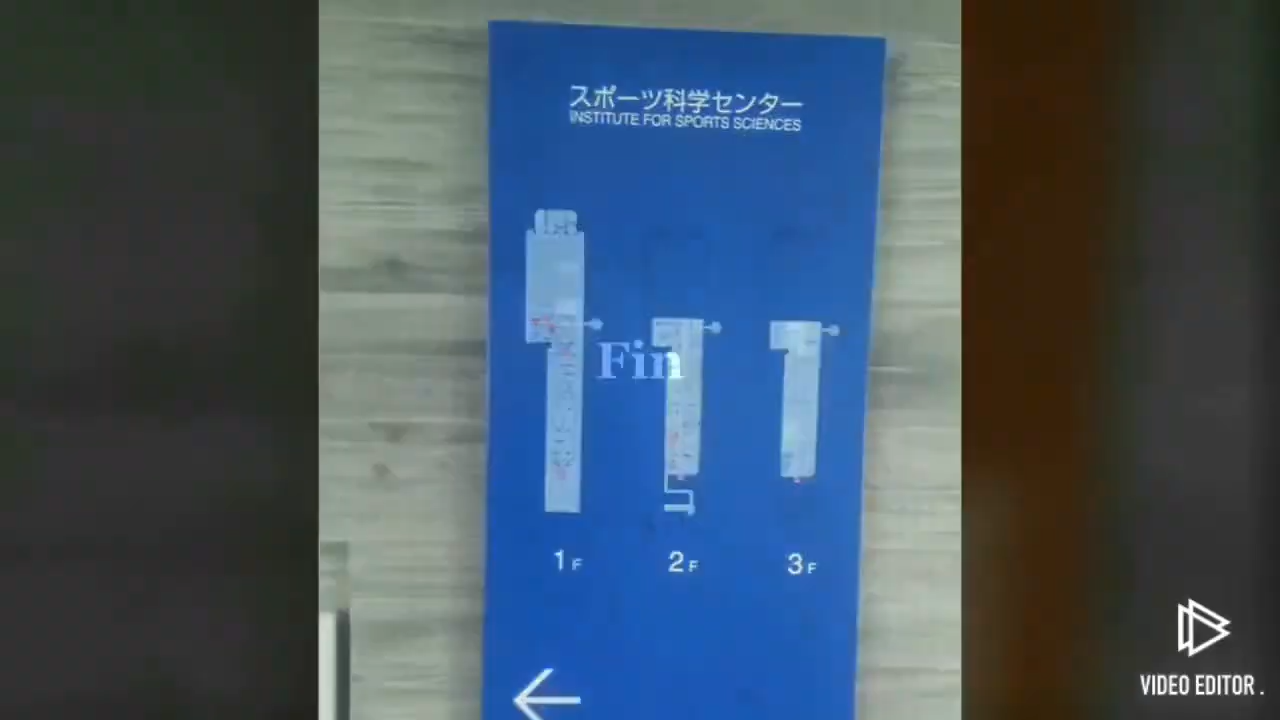 スポーツ科学センター
INSTITUTE FOR SPORTS SCIENCES
Fin
1F 2F 3F
VIDEO EDITOR.